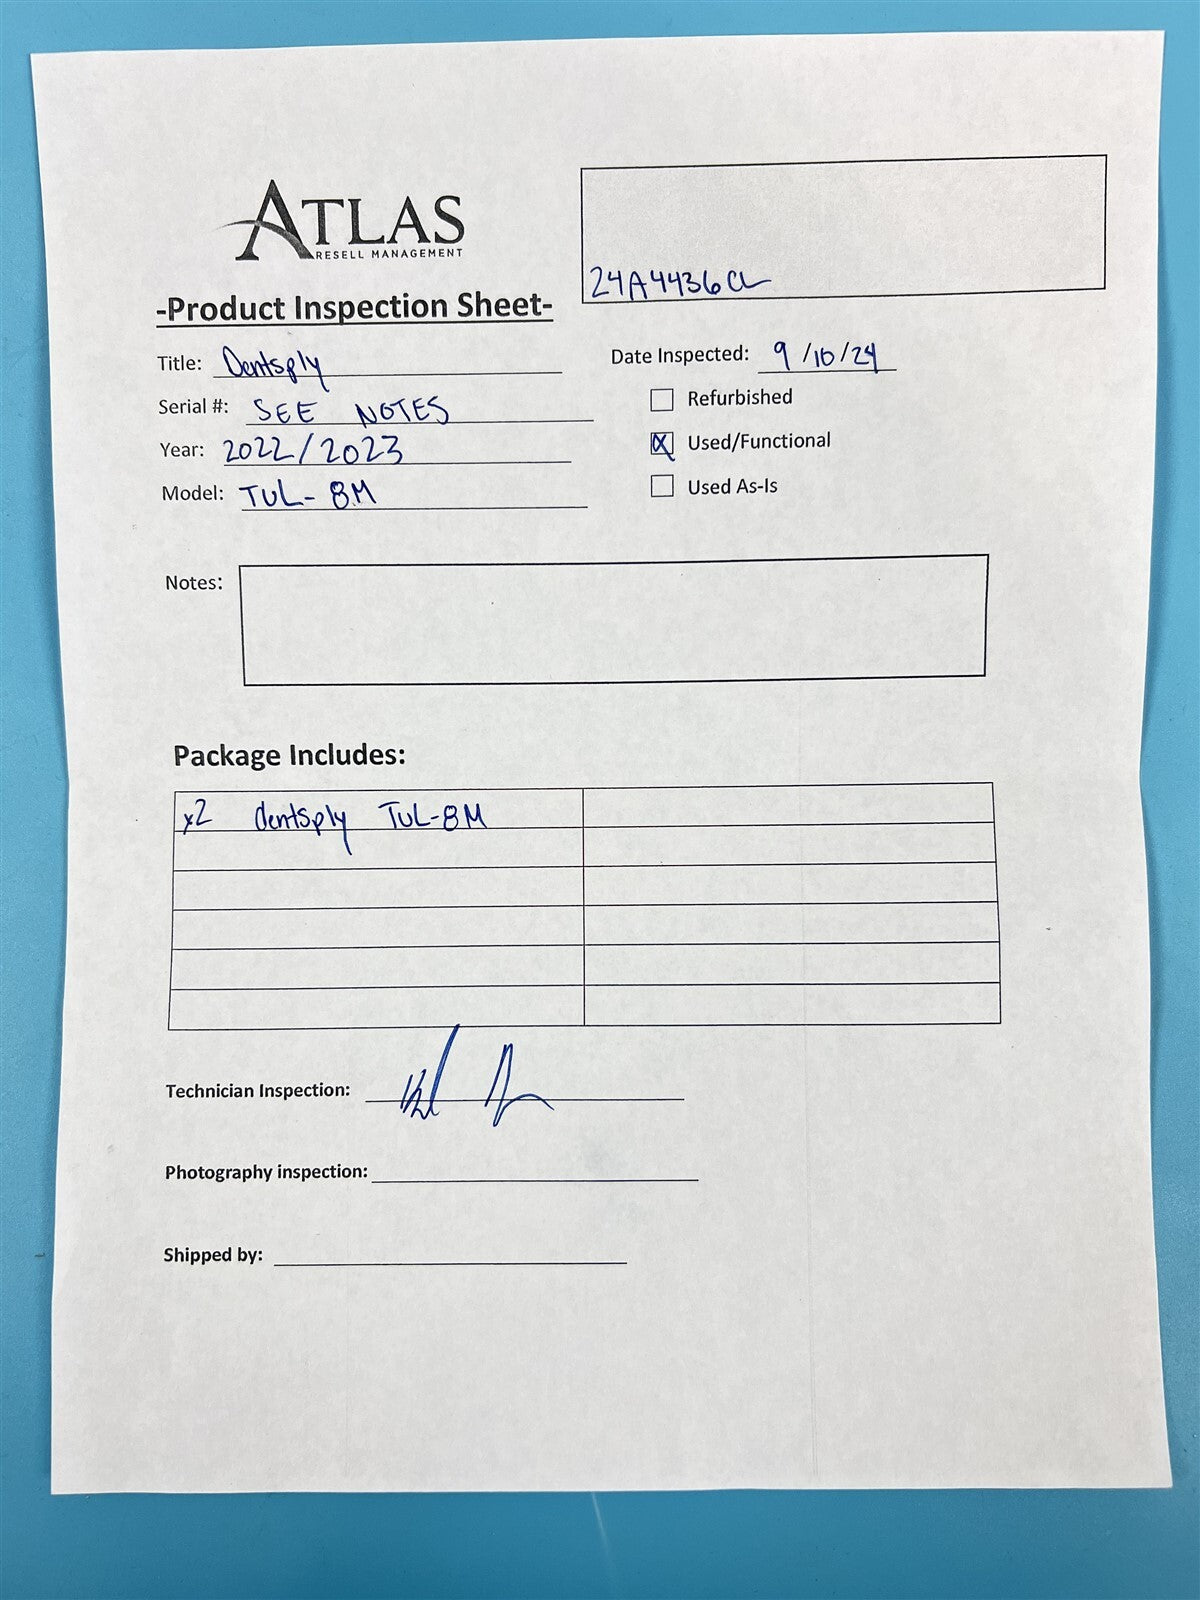 ATLAS
RESELL MANAGEMENT
24A4436CL
-Product Inspection Sheet-
Title: Dentsply
Date Inspected: 9/10/24
Serial #: SEE NOTES
Refurbished
Year: 2022/2023
Used/Functional
Model: TUL-8M
Used As-Is
Notes:
Package Includes:
x2 dentsply TUL-8M
Technician Inspection:
Photography inspection:
Shipped by: